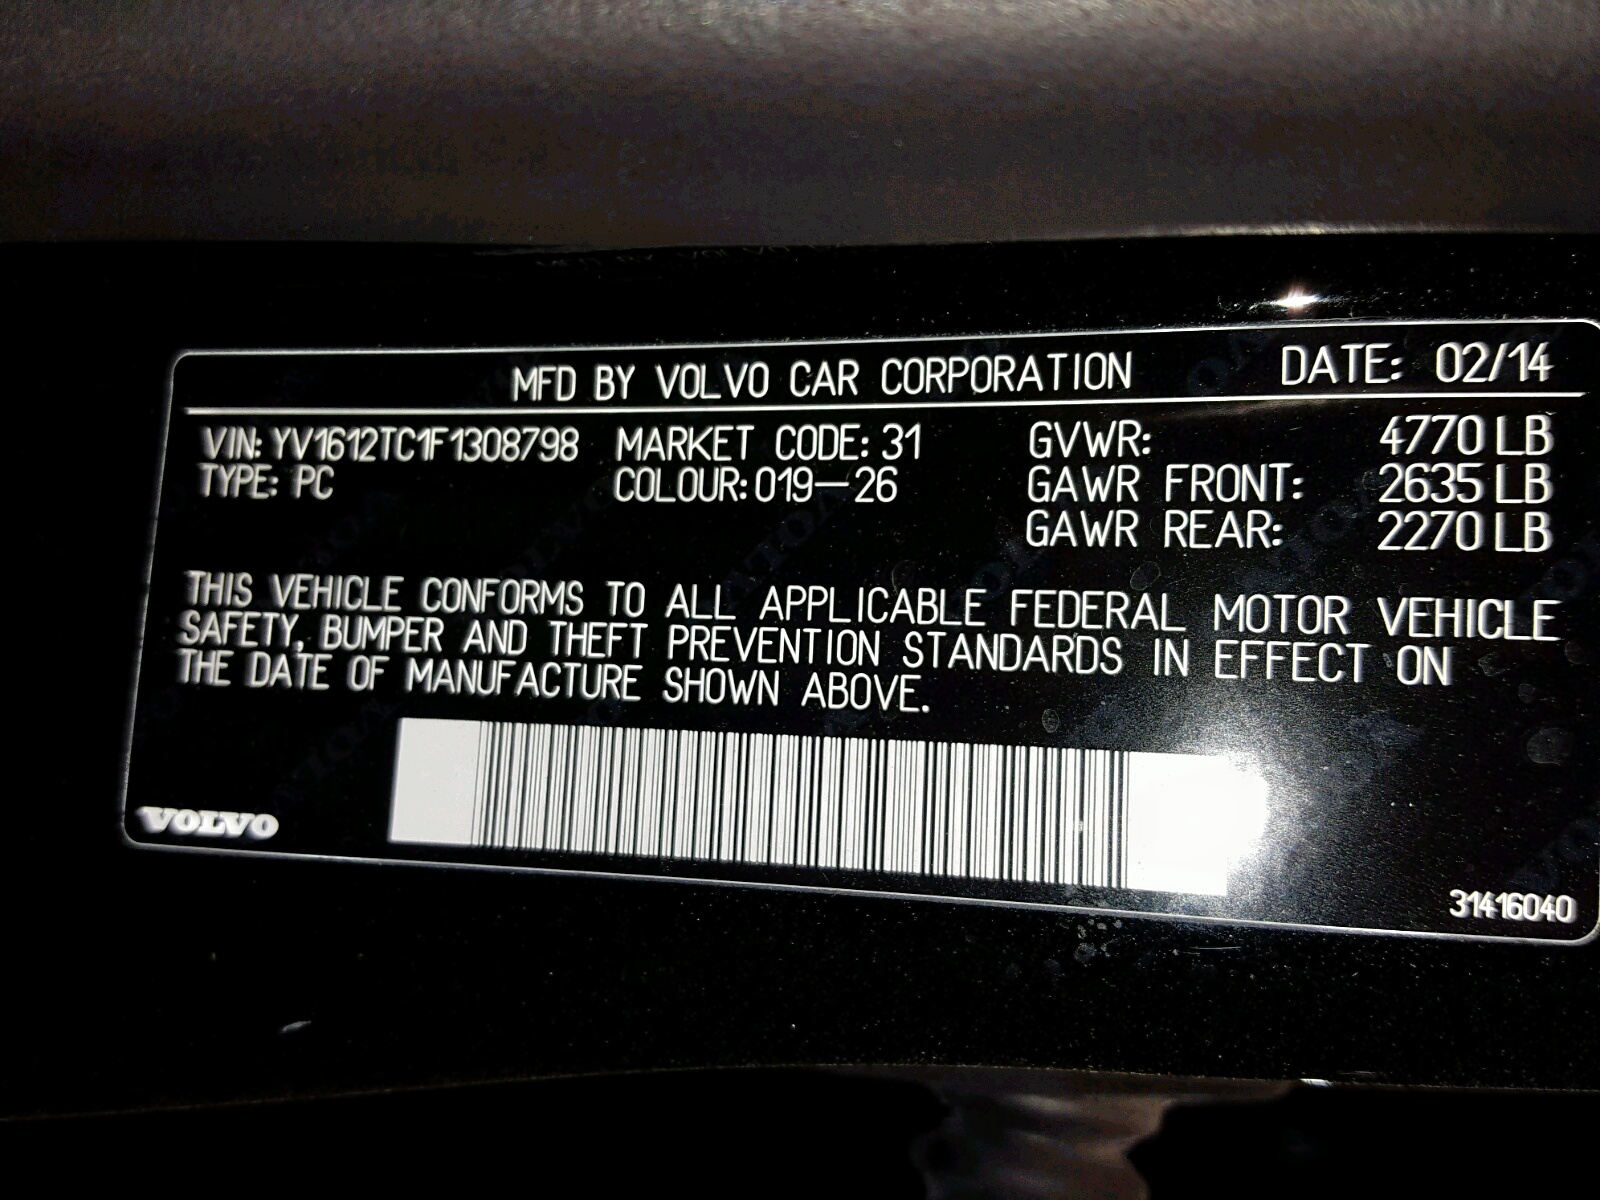 MFD BY VOLVO CAR CORPORATION DATE: 02/14
VIN: YV1612TC1F1308798 MARKET CODE: 31 GVWR: 4770 LB
TYPE: PC COLOUR: 019-26 GAWR FRONT: 2635 LB
GAWR REAR: 2270 LB
THIS VEHICLE CONFORMS TO ALL APPLICABLE FEDERAL MOTOR VEHICLE
SAFETY, BUMPER AND THEFT PREVENTION STANDARDS IN EFFECT ON
THE DATE OF MANUFACTURE SHOWN ABOVE.
VOLVO
31416040